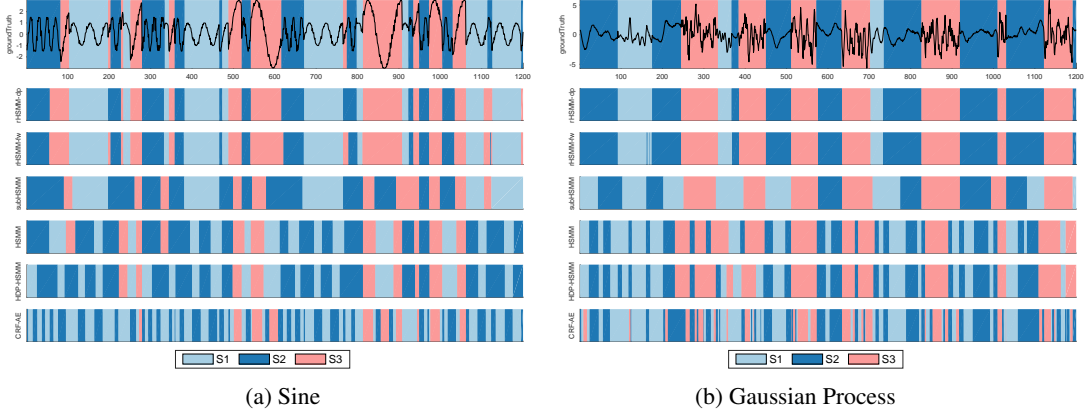 groundTruth
2
1
0
-1
-2
100 200 300 400 500 600 700 800 900 1000 1100 1200
rHSMM-dp
rHSMM-fw
subHSMM
HSMM
HDP-HSMM
CRF-AE
S1 S2 S3
(a) Sine
groundTruth
5
0
-5
100 200 300 400 500 600 700 800 900 1000 1100 1200
rHSMM-dp
rHSMM-fw
subHSMM
HSMM
HDP-HSMM
CRF-AE
S1 S2 S3
(b) Gaussian Process